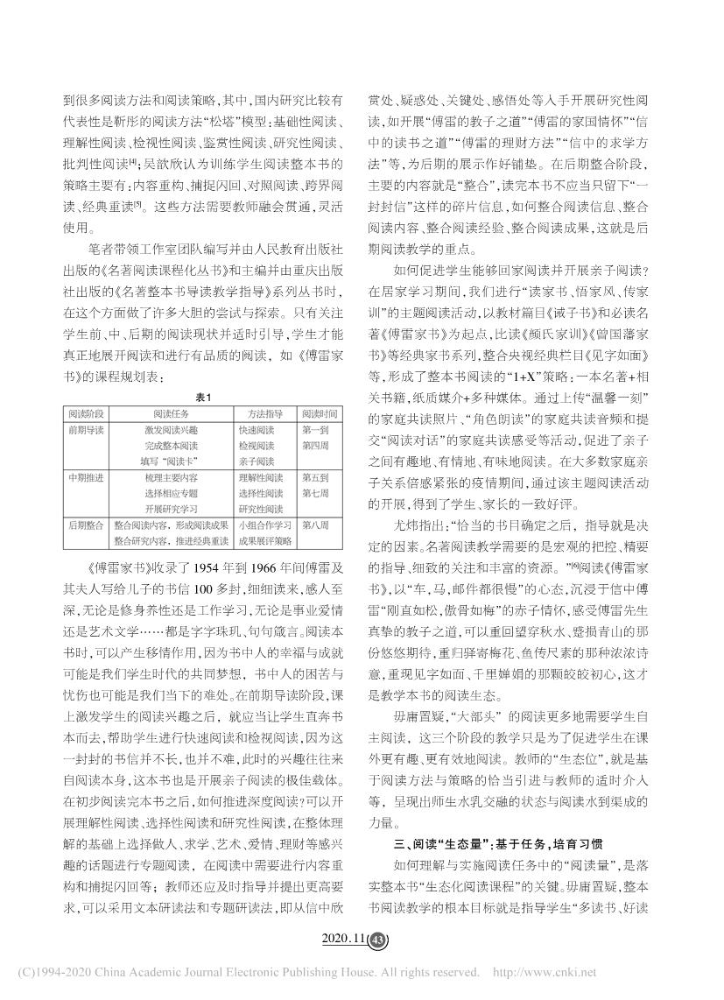 到很多阅读方法和阅读策略,其中,国内研究比较有
代表性是靳彤的阅读方法“松塔”模型:基础性阅读、
理解性阅读、检视性阅读、鉴赏性阅读、研究性阅读、
批判性阅读[4];吴欲欣认为训练学生阅读整本书的
策略主要有:内容重构、捕捉闪回、对照阅读、跨界阅
读、经典重读[5]。这些方法需要教师融会贯通,灵活
使用。
笔者带领工作室团队编写并由人民教育出版社
出版的《名著阅读课程化丛书》和主编并由重庆出版
社出版的《名著整本书导读教学指导》系列丛书时,
在这个方面做了许多大胆的尝试与探索。只有关注
学生前、中、后期的阅读现状并适时引导,学生才能
真正地展开阅读和进行有品质的阅读，如《傅雷家
书》的课程规划表:
表1
阅读阶段 阅读任务 方法指导 阅读时间
前期导读 激发阅读兴趣 快速阅读 第一到
完成整本阅读 检视阅读 第四周
填写“阅读卡” 亲子阅读
中期推进 梳理主要内容 理解性阅读 第五到
选择相应专题 选择性阅读 第七周
开展研究学习 研究性阅读
后期整合 整合阅读内容，形成阅读成果 小组合作学习 第八周
整合研究内容，推进经典重读 成果展评策略
《傅雷家书》收录了 1954 年到 1966 年间傅雷及
其夫人写给儿子的书信 100 多封,细细读来,感人至
深,无论是修身养性还是工作学习,无论是事业爱情
还是艺术文学……都是字字珠玑、句句箴言。阅读本
书时,可以产生移情作用,因为书中人的幸福与成就
可能是我们学生时代的共同梦想，书中人的困苦与
忧伤也可能是我们当下的难处。在前期导读阶段,课
上激发学生的阅读兴趣之后，就应当让学生直奔书
本而去,帮助学生进行快速阅读和检视阅读,因为这
一封封的书信并不长,也并不难,此时的兴趣往往来
自阅读本身,这本书也是开展亲子阅读的极佳载体。
在初步阅读完本书之后,如何推进深度阅读?可以开
展理解性阅读、选择性阅读和研究性阅读,在整体理
解的基础上选择做人、求学、艺术、爱情、理财等感兴
趣的话题进行专题阅读，在阅读中需要进行内容重
构和捕捉闪回等；教师还应及时指导并提出更高要
求,可以采用文本研读法和专题研读法,即从信中欣
赏处、疑惑处、关键处、感悟处等入手开展研究性阅
读,如开展“傅雷的教子之道”“傅雷的家国情怀”“信
中的读书之道”“傅雷的理财方法”“信中的求学方
法”等,为后期的展示作好铺垫。在后期整合阶段,
主要的内容就是“整合”,读完本书不应当只留下“一
封封信”这样的碎片信息,如何整合阅读信息、整合
阅读内容、整合阅读经验、整合阅读成果,这就是后
期阅读教学的重点。
如何促进学生能够回家阅读并开展亲子阅读?
在居家学习期间,我们进行“读家书、悟家风、传家
训”的主题阅读活动,以教材篇目《诫子书》和必读名
著《傅雷家书》为起点,比读《颜氏家训》《曾国藩家
书》等经典家书系列,整合央视经典栏目《见字如面》
等,形成了整本书阅读的“1+X”策略:一本名著+相
关书籍,纸质媒介+多种媒体。通过上传“温馨一刻”
的家庭共读照片、“角色朗读”的家庭共读音频和提
交“阅读对话”的家庭共读感受等活动,促进了亲子
之间有趣地、有情地、有味地阅读。在大多数家庭亲
子关系倍感紧张的疫情期间,通过该主题阅读活动
的开展,得到了学生、家长的一致好评。
尤炜指出:“恰当的书目确定之后，指导就是决
定的因素。名著阅读教学需要的是宏观的把控、精要
的指导、细致的关注和丰富的资源。”[6]阅读《傅雷家
书》,以“车,马,邮件都很慢”的心态,沉浸于信中傅
雷“刚直如松,傲骨如梅”的赤子情怀,感受傅雷先生
真挚的教子之道,可以重回望穿秋水、蹙损青山的那
份悠悠期待,重归驿寄梅花、鱼传尺素的那种浓浓诗
意,重现见字如面、千里婵娟的那颗皎皎初心,这才
是教学本书的阅读生态。
毋庸置疑,“大部头”的阅读更多地需要学生自
主阅读，这三个阶段的教学只是为了促进学生在课
外更有趣、更有效地阅读。教师的“生态位”,就是基
于阅读方法与策略的恰当引进与教师的适时介入
等，呈现出师生水乳交融的状态与阅读水到渠成的
力量。
三、阅读“生态量”:基于任务,培育习惯
如何理解与实施阅读任务中的“阅读量”,是落
实整本书“生态化阅读课程”的关键。毋庸置疑,整本
书阅读教学的根本目标就是指导学生“多读书、好读
2020.11 43
(C)1994-2020 China Academic Journal Electronic Publishing House. All rights reserved. http://www.cnki.net